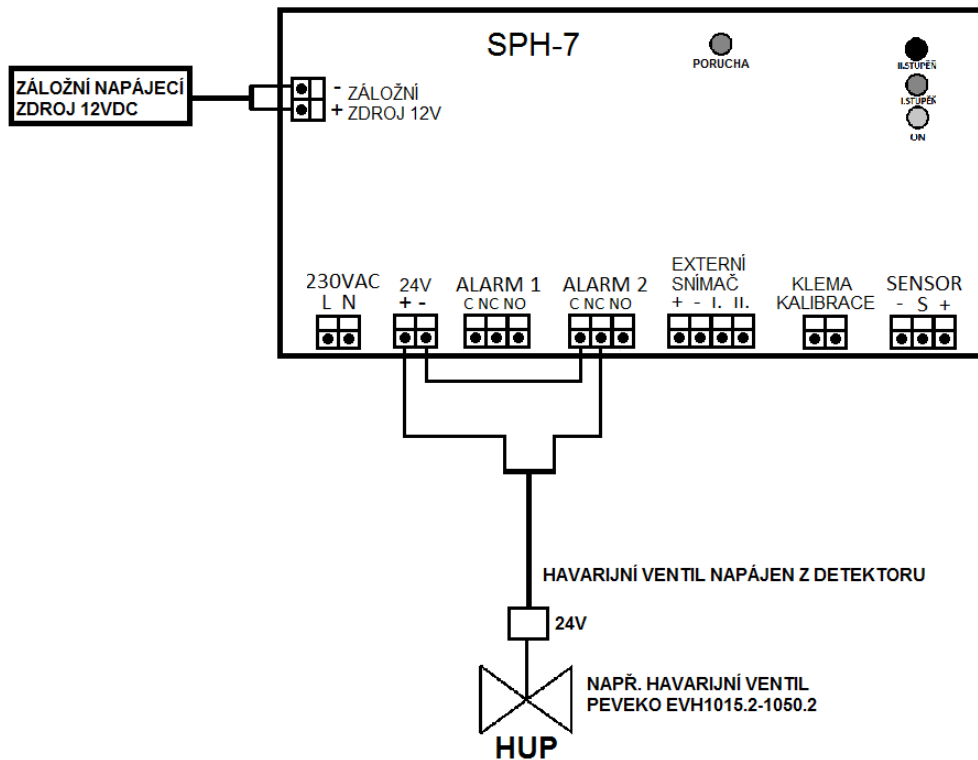 SPH-7
PORUCHA
II.STUPĚŇ
I.STUPĚK
ON
ZÁLOŽNÍ NAPÁJECÍ
ZDROJ 12VDC
- ZÁLOŽNÍ
+ ZDROJ 12V
230VAC
L N
24V
+ -
ALARM 1
C NC NO
ALARM 2
C NC NO
EXTERNÍ
SNÍMAČ
+ - I. II.
KLEMA
KALIBRACE
SENSOR
- S +
HAVARIJNÍ VENTIL NAPÁJEN Z DETEKTORU
24V
NAPŘ. HAVARIJNÍ VENTIL
PEVEKO EVH1015.2-1050.2
HUP